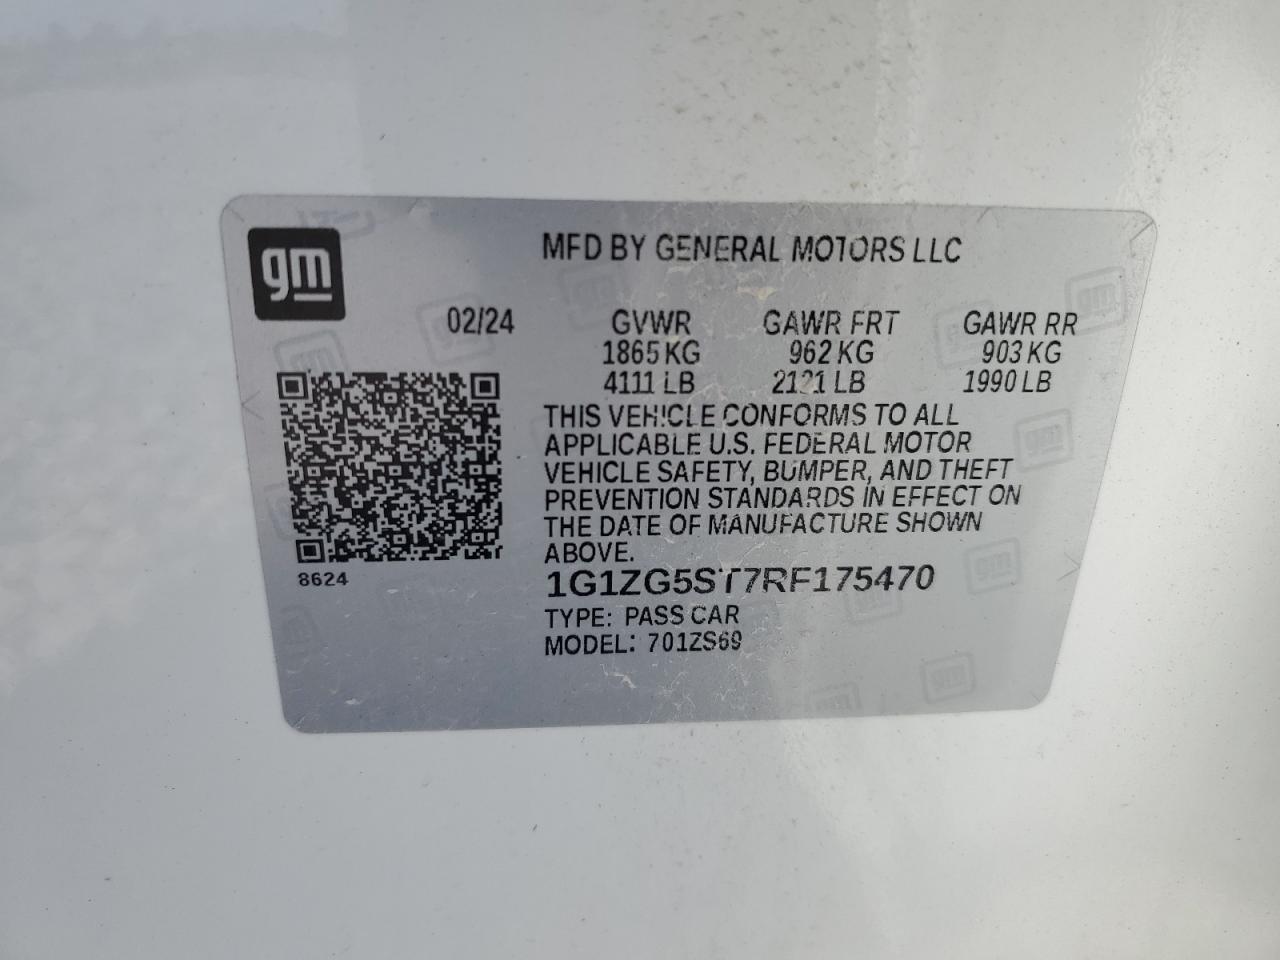 gm
MFD BY GENERAL MOTORS LLC
02/24 GVWR GAWR FRT GAWR RR
1865 KG 962 KG 903 KG
4111 LB 2121 LB 1990 LB
THIS VEHICLE CONFORMS TO ALL
APPLICABLE U.S. FEDERAL MOTOR
VEHICLE SAFETY, BUMPER, AND THEFT
PREVENTION STANDARDS IN EFFECT ON
THE DATE OF MANUFACTURE SHOWN
ABOVE.
8624
1G1ZG5ST7RF175470
TYPE: PASS CAR
MODEL: 701ZS69